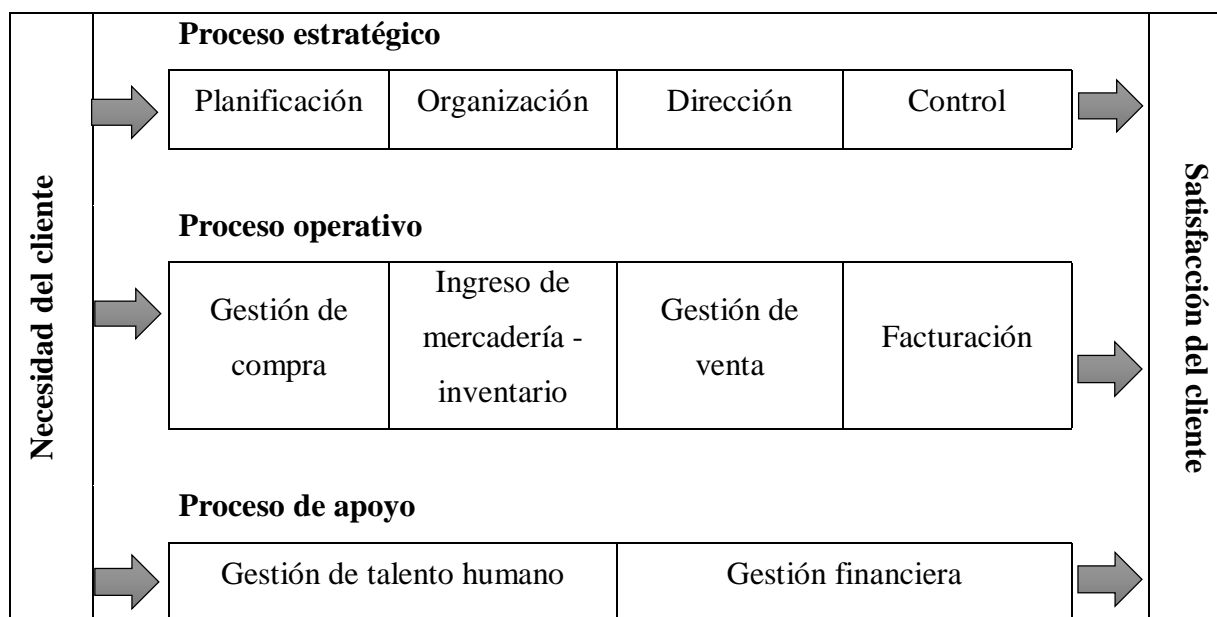 Necesidad del cliente
Proceso estratégico
Planificación
Organización
Dirección
Control
Proceso operativo
Gestión de
compra
Ingreso de
mercadería -
inventario
Gestión de
venta
Facturación
Proceso de apoyo
Gestión de talento humano
Gestión financiera
Satisfacción del cliente